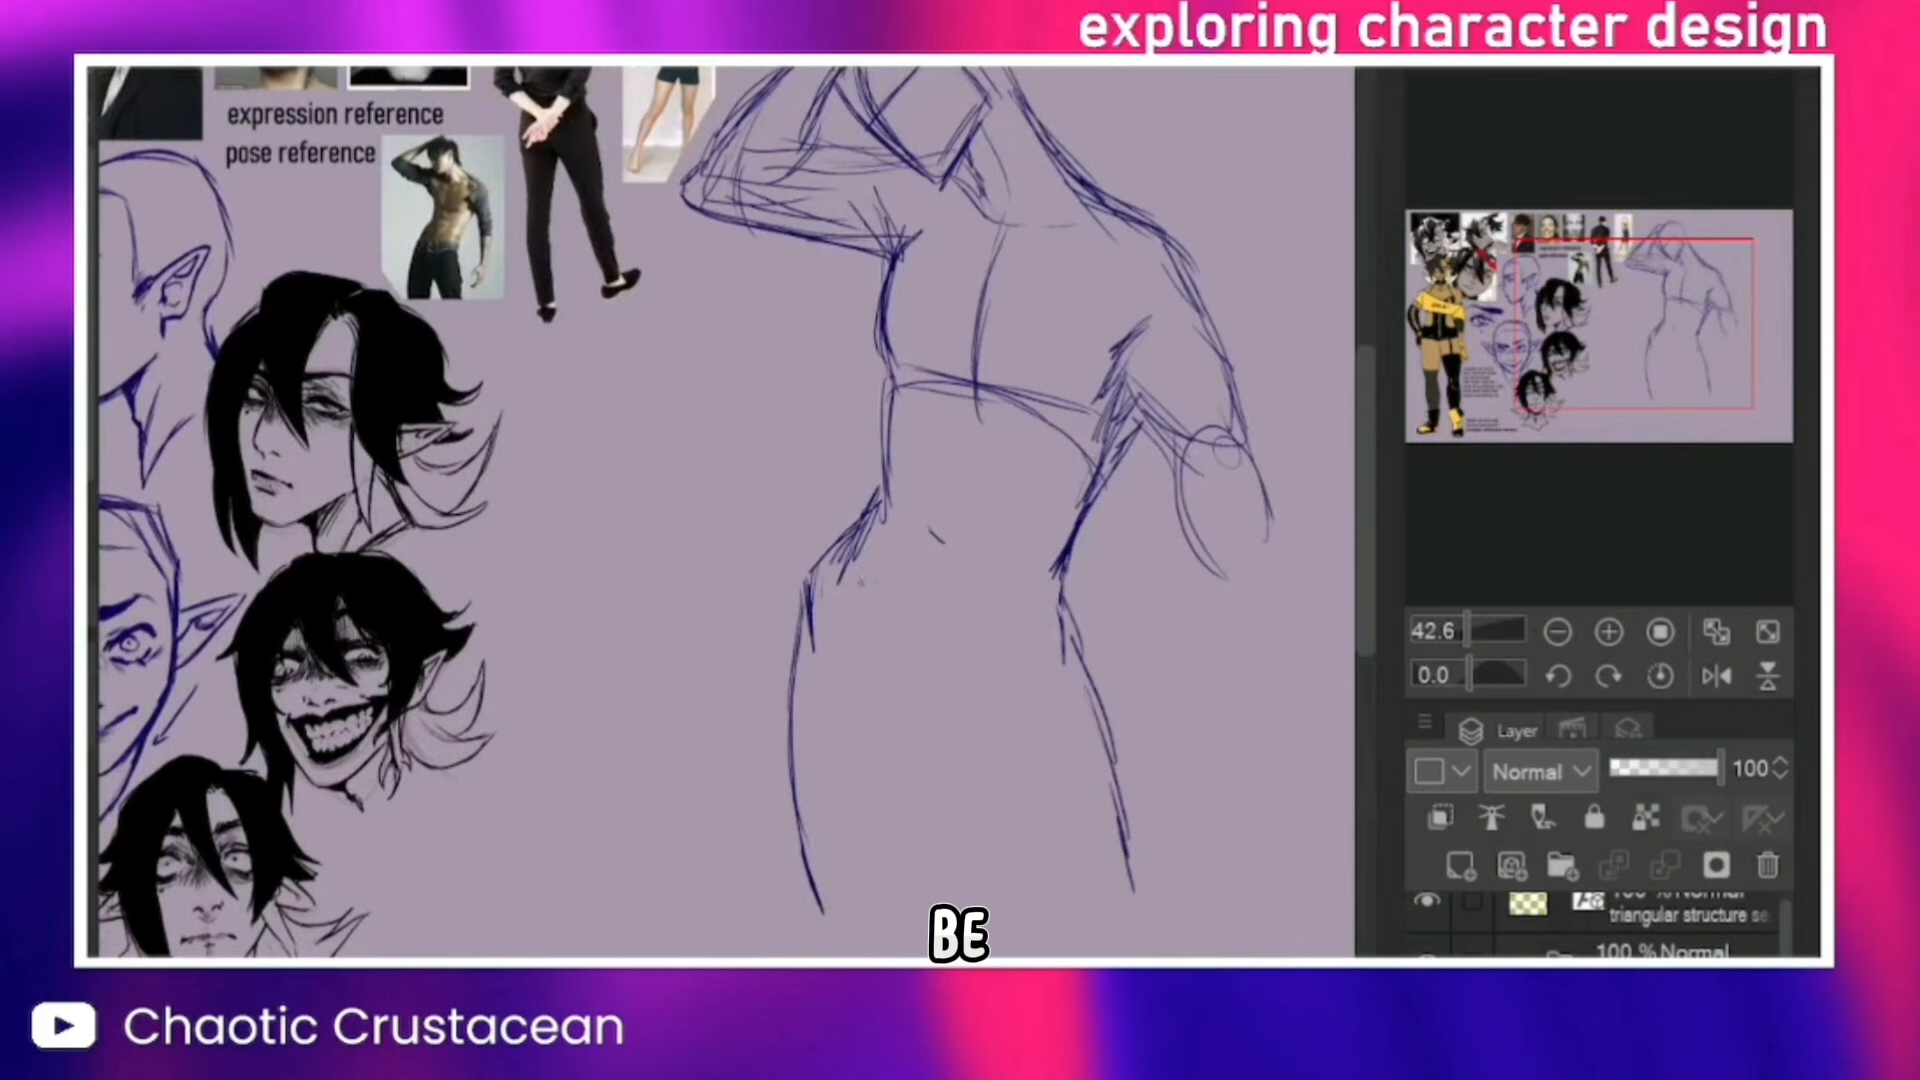 exploring character design
expression reference
pose reference
42.6
0.0
Layer
Normal
100
triangular structure se
100 % Normal
BE
Chaotic Crustacean